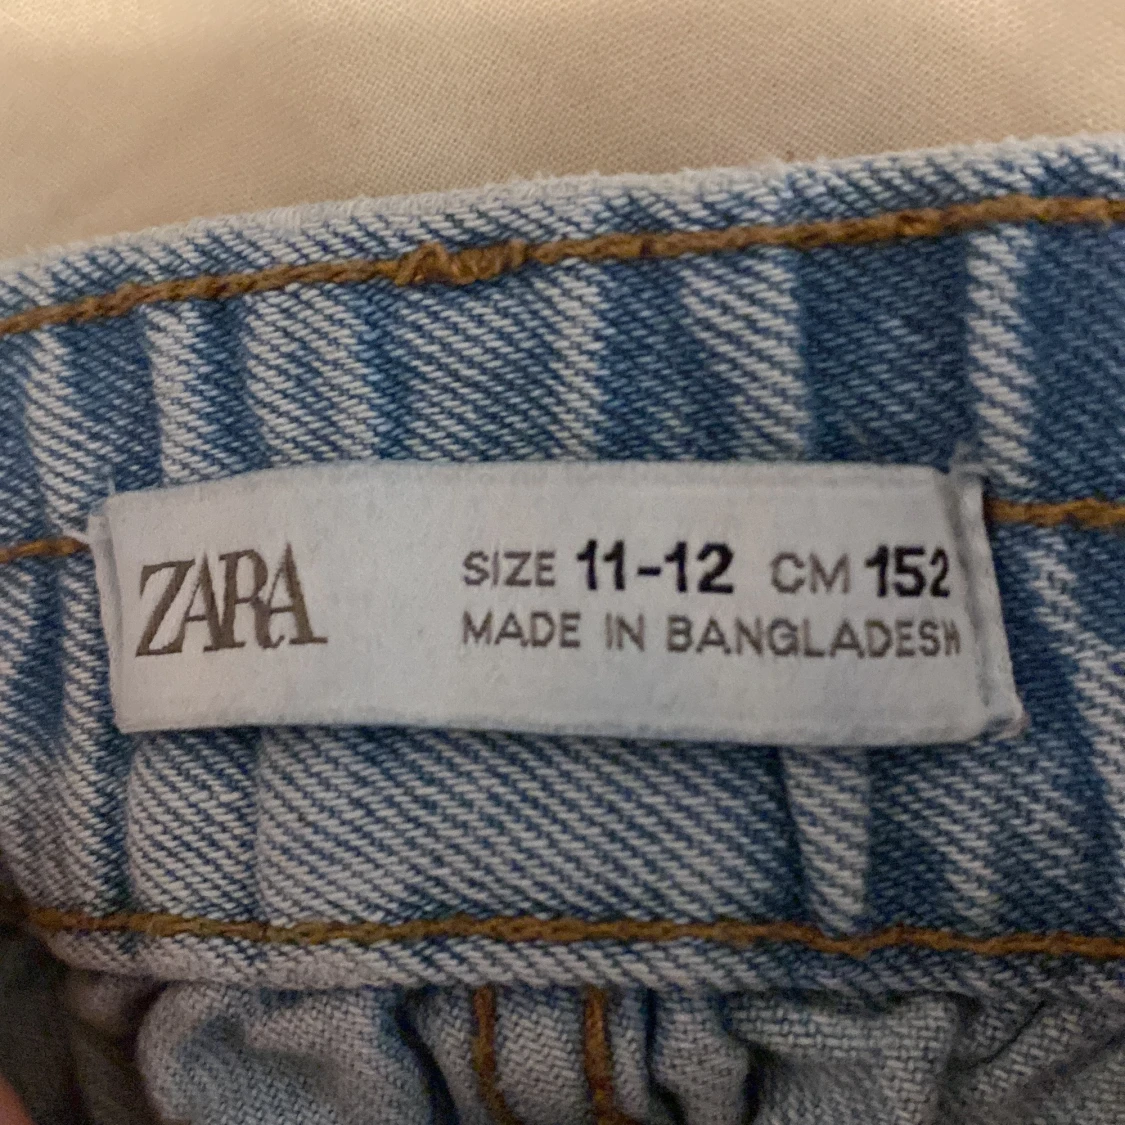 ZARA
SIZE 11-12 CM 152
MADE IN BANGLADESH